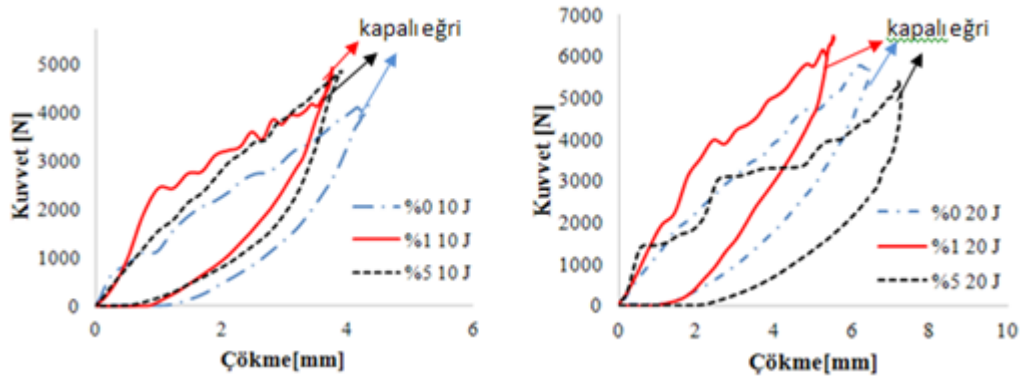 kapalı eğri
5000
4000
3000
2000
1000
0
Kuvvet [N]
%0 10 J
%1 10 J
%5 10 J
0 2 4 6
Çökme[mm]
kapalı eğri
7000
6000
5000
4000
3000
2000
1000
0
Kuvvet [N]
%0 20 J
%1 20 J
%5 20 J
0 2 4 6 8 10
Çökme[mm]